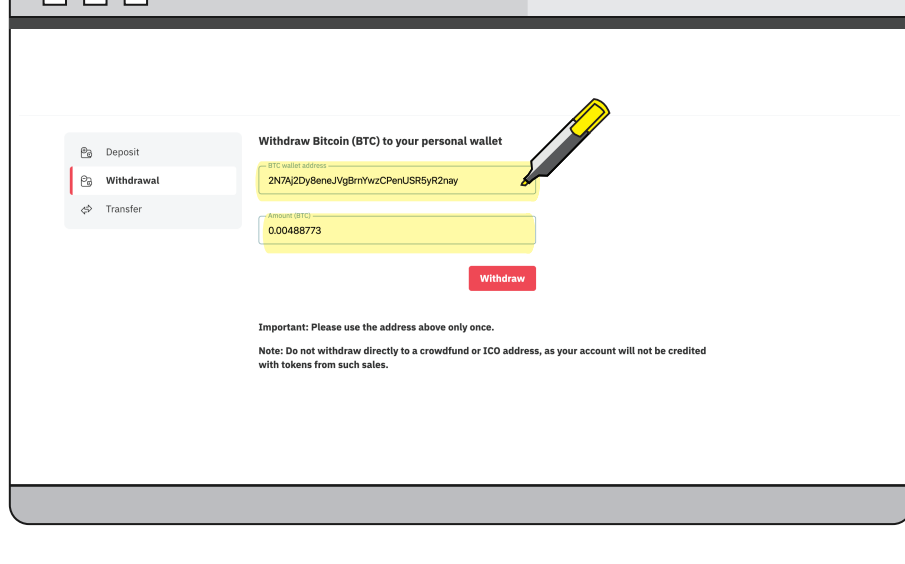 Deposit
Withdrawal
Transfer
Withdraw Bitcoin (BTC) to your personal wallet
BTC wallet address
2N7Aj2Dy8eneJVgBrnYwzCPenUSR5yR2nay
Amount (BTC)
0.00488773
Withdraw
Important: Please use the address above only once.
Note: Do not withdraw directly to a crowdfund or ICO address, as your account will not be credited
with tokens from such sales.